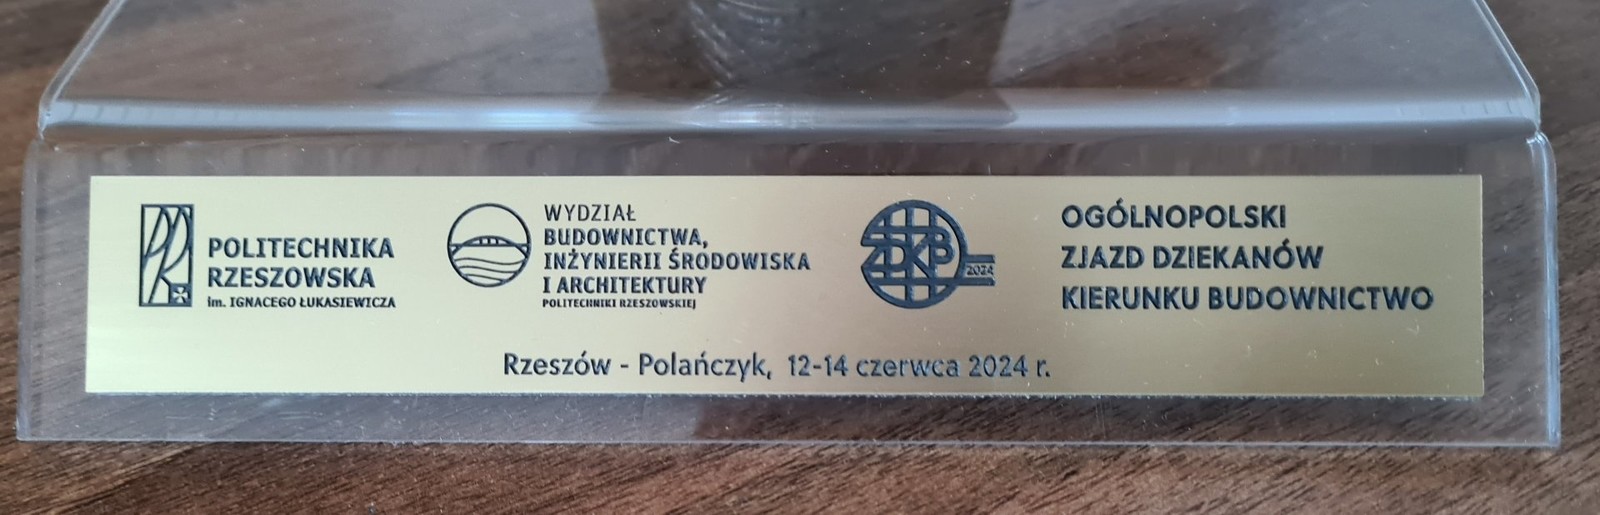 POLITECHNIKA
RZESZOWSKA
im. IGNACEGO ŁUKASIEWICZA
WYDZIAŁ
BUDOWNICTWA,
INŻYNIERII ŚRODOWISKA
I ARCHITEKTURY
POLITECHNIKI RZESZOWSKIEJ
ZDKB
2024
OGÓLNOPOLSKI
ZJAZD DZIEKANÓW
KIERUNKU BUDOWNICTWO
Rzeszów - Polańczyk, 12-14 czerwca 2024 r.